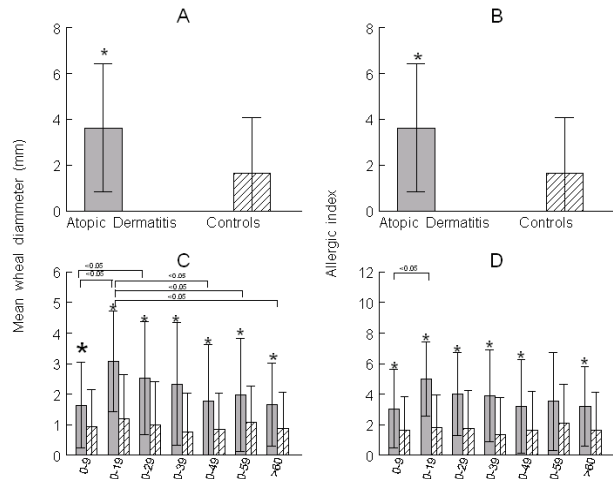 A
B
8
6
4
2
0
*
Atopic Dermatitis Controls
8
6
4
2
0
*
Atopic Dermatitis Controls
Mean wheal diammeter (mm)
Allergic index
C
D
6
5
4
3
2
1
0
<0.05
<0.05
<0.05
<0.05
<0.05
* * * * * * *
0-9 0-19 0-29 0-39 0-49 0-59 >60
12
10
8
6
4
2
0
<0.05
* * * * * *
0-9 0-19 0-29 0-39 0-49 0-59 >60